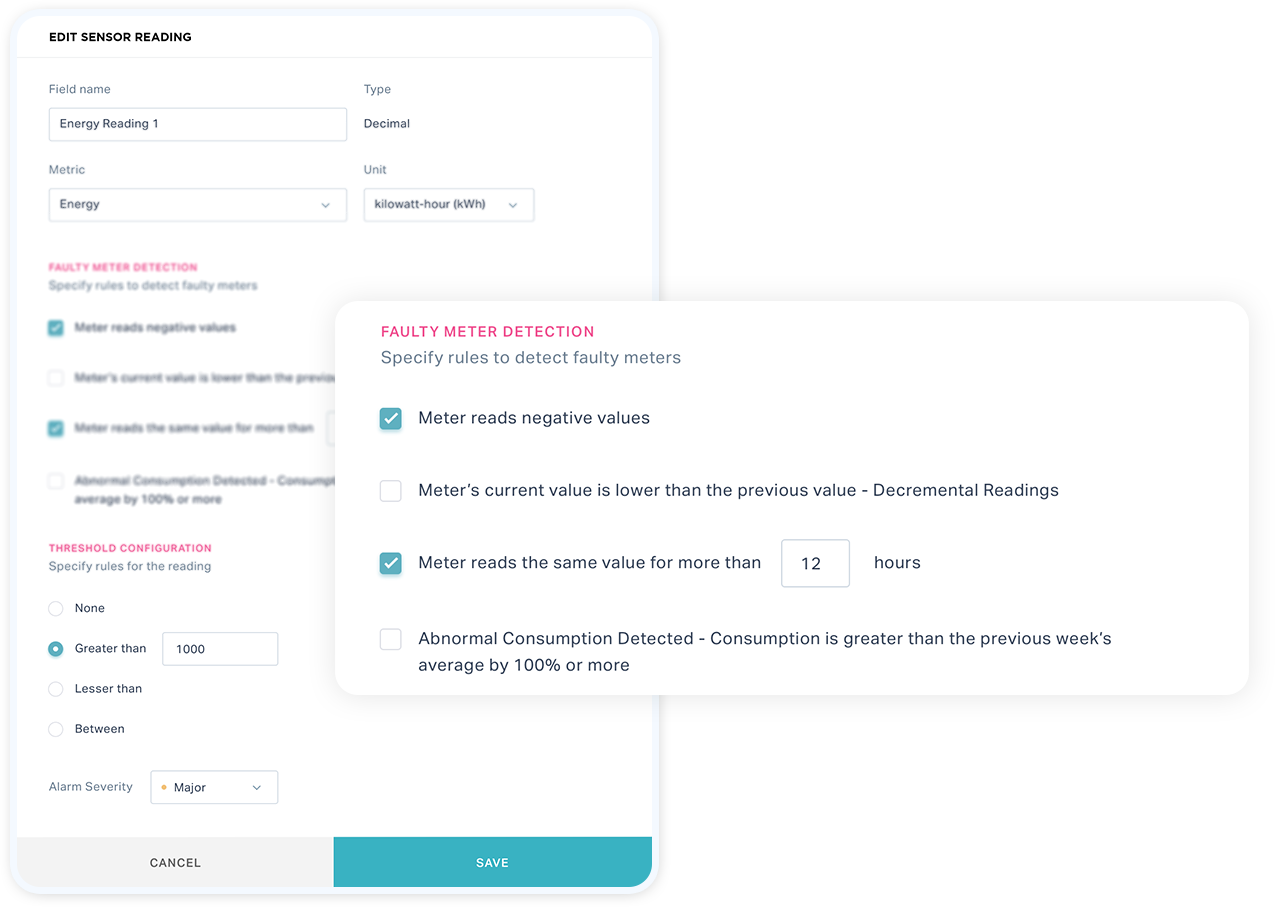 EDIT SENSOR READING
Field name
Type
Energy Reading 1
Decimal
Metric
Unit
Energy
kilowatt-hour (kWh)
FAULTY METER DETECTION
Specify rules to detect faulty meters
Meter reads negative values
Meter's current value is lower than the previou
Meter reads the same value for more than
Abnormal Consumption Detected - Consumpt
average by 100% or more
THRESHOLD CONFIGURATION
Specify rules for the reading
None
Greater than
1000
Lesser than
Between
Alarm Severity
Major
CANCEL
SAVE
FAULTY METER DETECTION
Specify rules to detect faulty meters
Meter reads negative values
Meter’s current value is lower than the previous value - Decremental Readings
Meter reads the same value for more than 12 hours
Abnormal Consumption Detected - Consumption is greater than the previous week’s
average by 100% or more